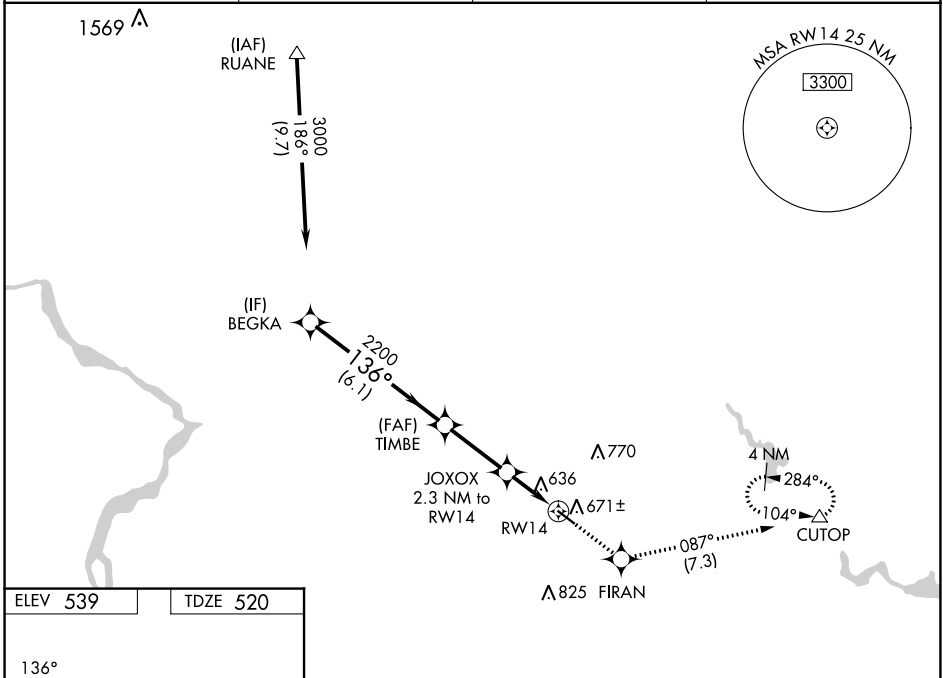 1569
(IAF)
RUANE
3000
186°
(9.7)
MSA RW14 25 NM
3300
(IF)
BEGKA
2200
136°
(6.1)
(FAF)
TIMBE
JOXOX
2.3 NM to
RW14
770
636
671±
RW14
4 NM
284°
104°
CUTOP
087°
(7.3)
825
FIRAN
ELEV 539
TDZE 520
136°